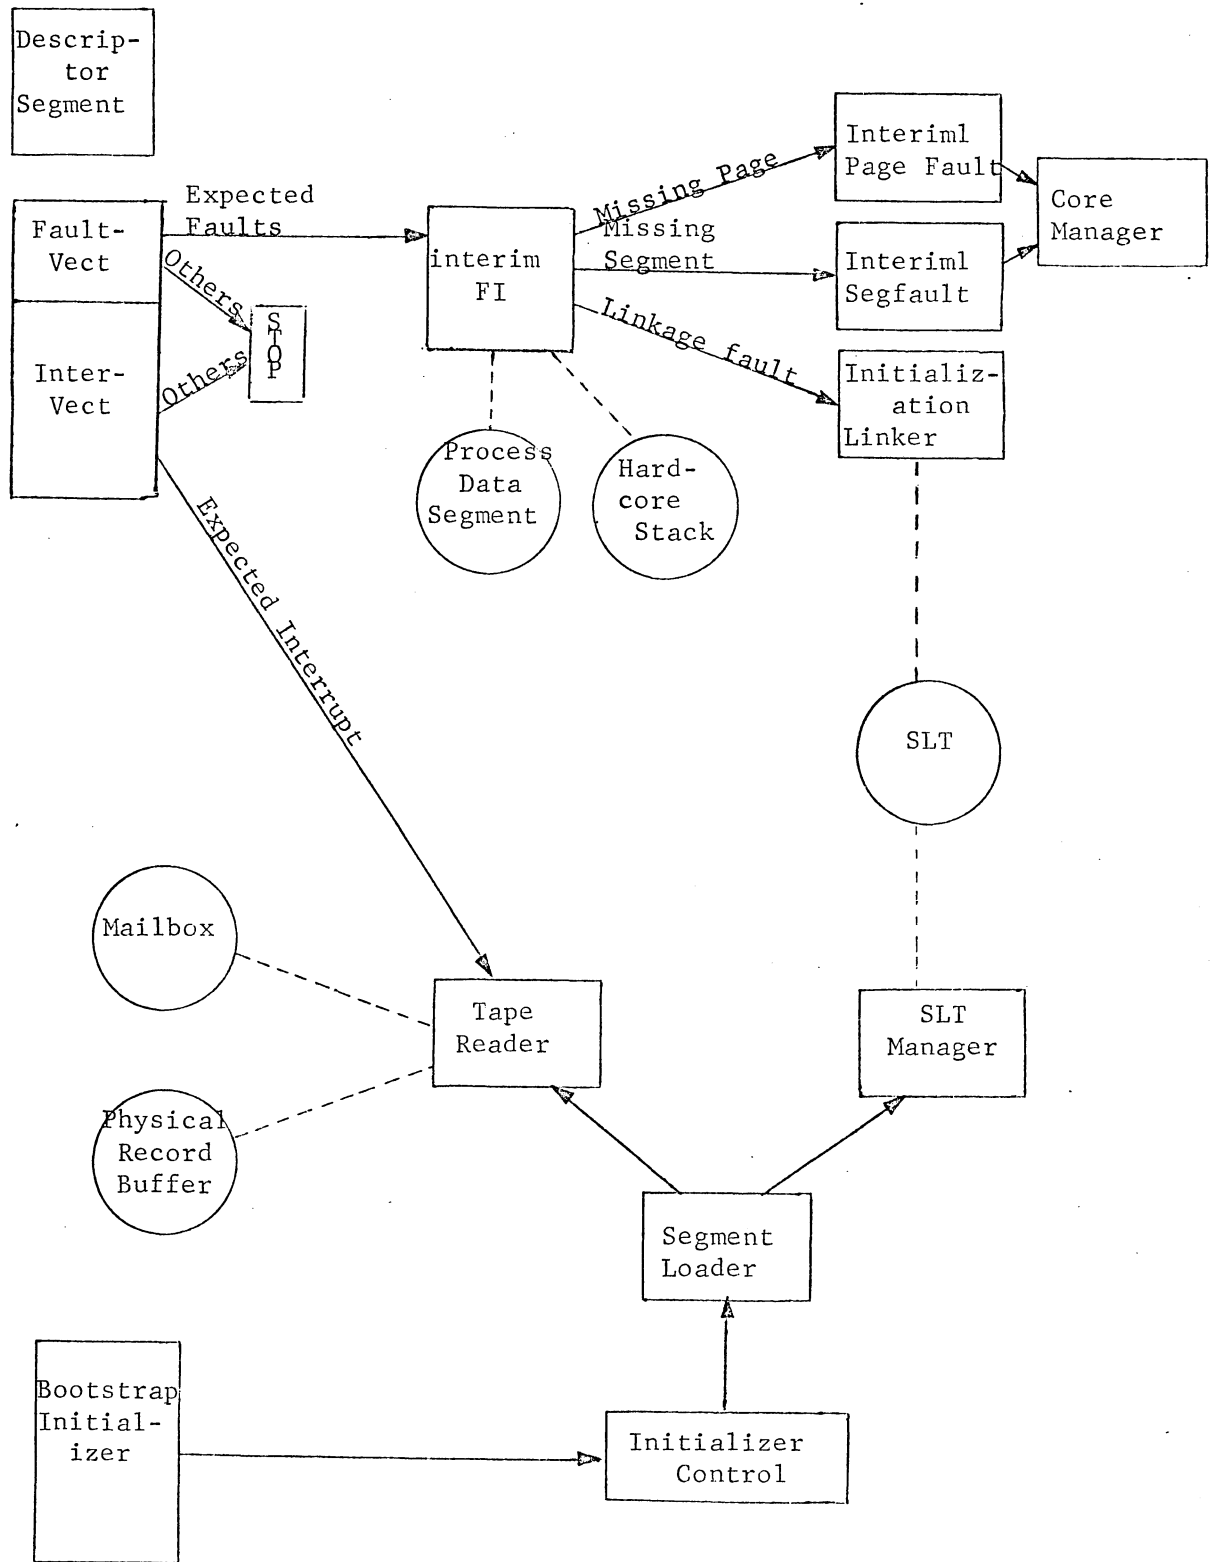 Descrip-
tor
Segment
Fault-
Vect
Inter-
Vect
Expected
Faults
Others
Others
STOP
Expected Interrupt
interim
FI
Missing Page
Missing
Segment
Linkage fault
Interiml
Page Fault
Interiml
Segfault
Core
Manager
Initializ-
ation
Linker
Process
Data
Segment
Hard-
core
Stack
SLT
Mailbox
Tape
Reader
SLT
Manager
Physical
Record
Buffer
Segment
Loader
Bootstrap
Initial-
izer
Initializer
Control